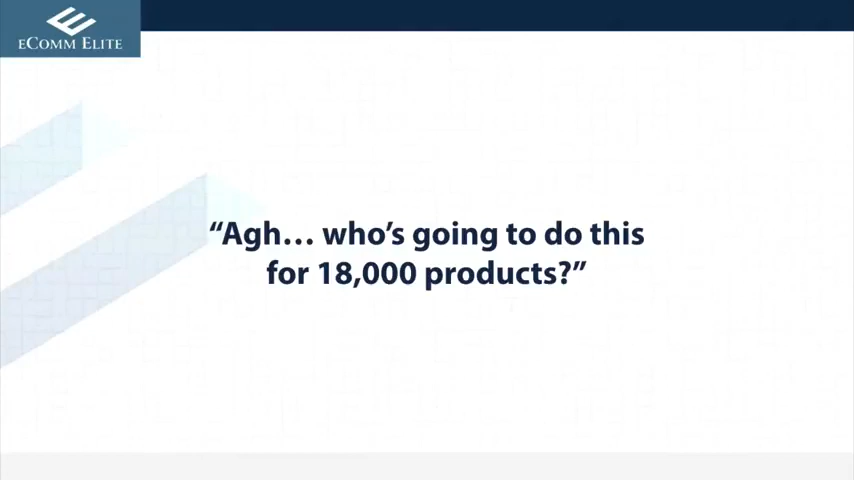 eComm Elite
“Agh… who’s going to do this
for 18,000 products?”